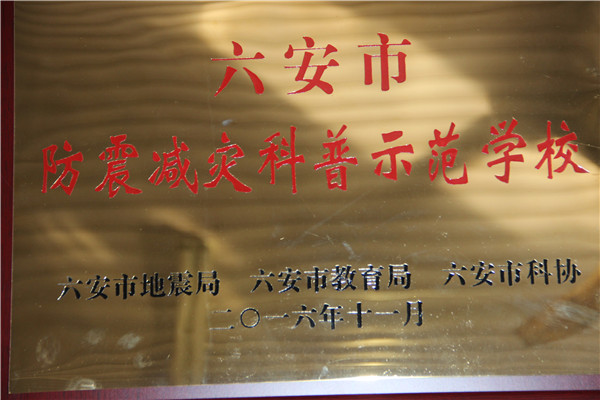 六安市
防震减灾科普示范学校
六安市地震局 六安市教育局 六安市科协
二〇一六年十一月